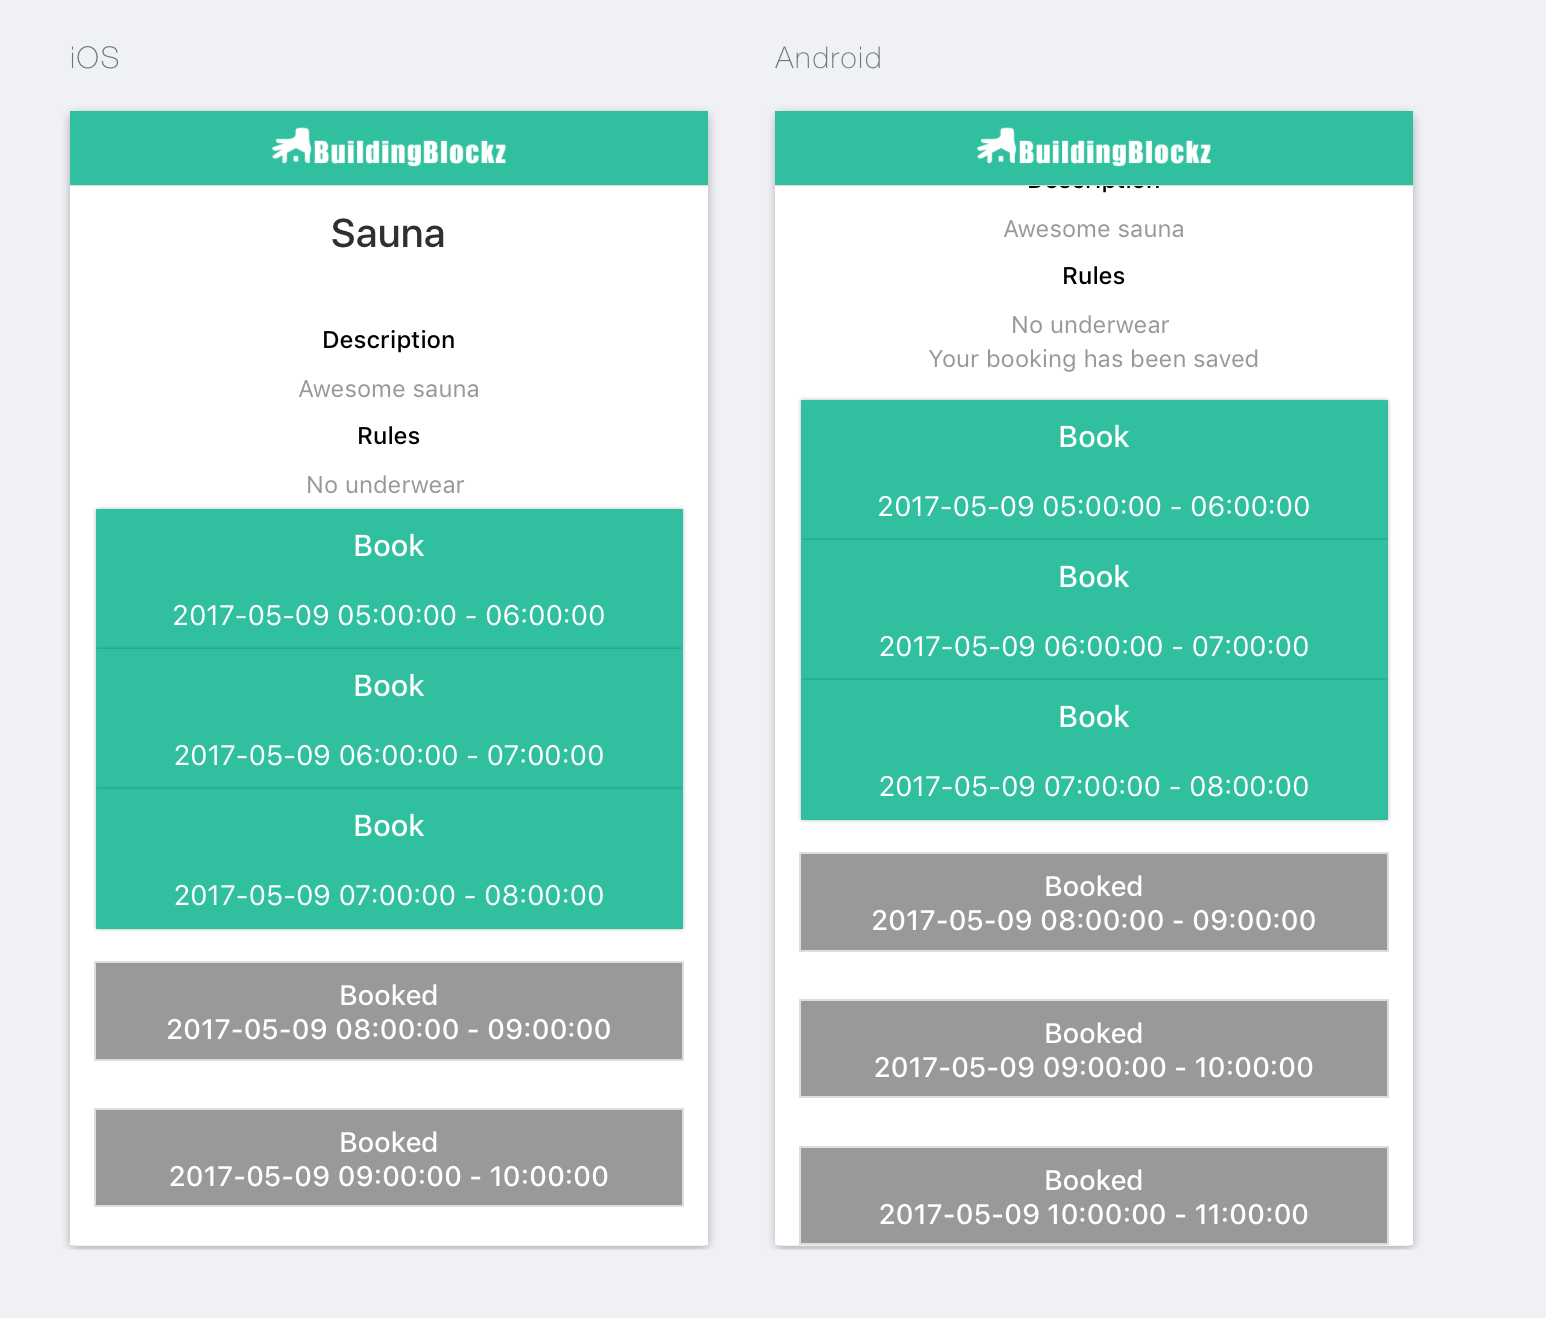 iOS
BuildingBlockz
Sauna
Description
Awesome sauna
Rules
No underwear
Book
2017-05-09 05:00:00 - 06:00:00
Book
2017-05-09 06:00:00 - 07:00:00
Book
2017-05-09 07:00:00 - 08:00:00
Booked
2017-05-09 08:00:00 - 09:00:00
Booked
2017-05-09 09:00:00 - 10:00:00
Android
BuildingBlockz
Description
Awesome sauna
Rules
No underwear
Your booking has been saved
Book
2017-05-09 05:00:00 - 06:00:00
Book
2017-05-09 06:00:00 - 07:00:00
Book
2017-05-09 07:00:00 - 08:00:00
Booked
2017-05-09 08:00:00 - 09:00:00
Booked
2017-05-09 09:00:00 - 10:00:00
Booked
2017-05-09 10:00:00 - 11:00:00